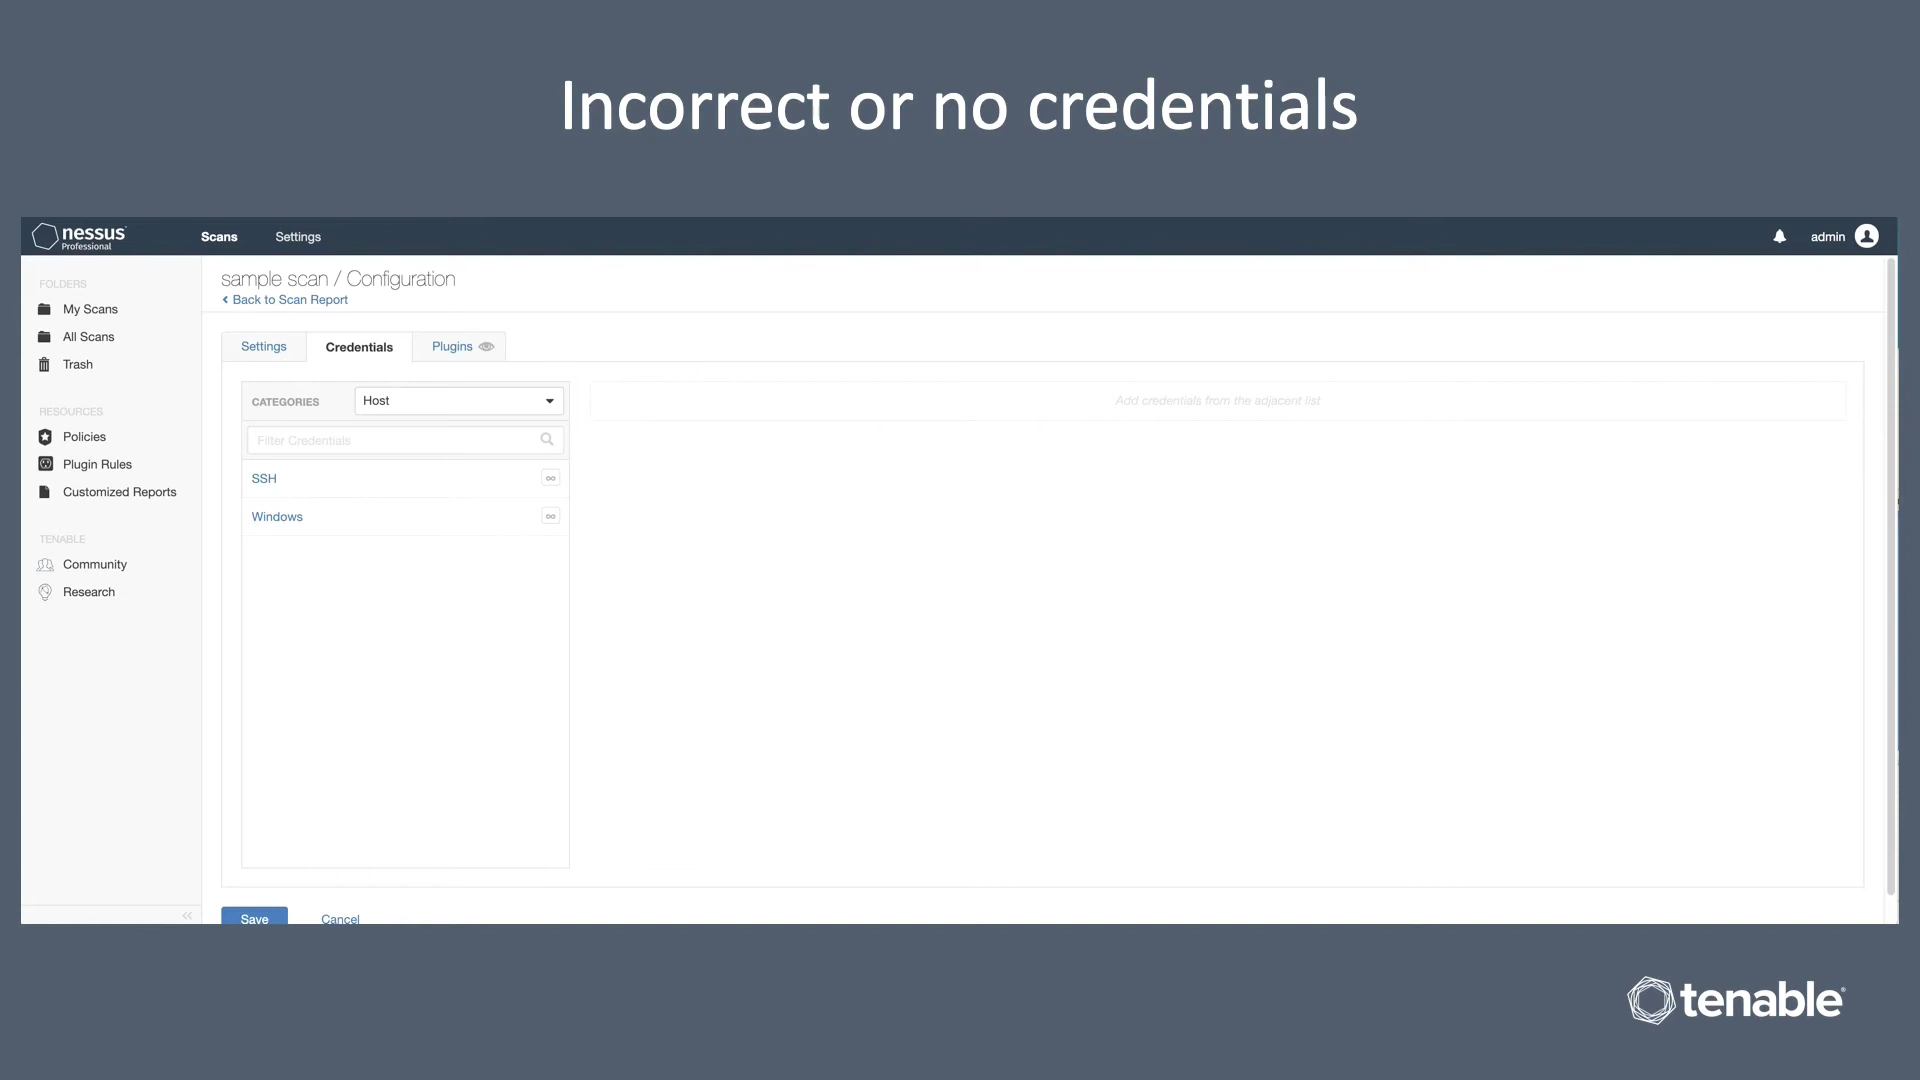 Incorrect or no credentials
nessus
Professional
Scans
Settings
admin
FOLDERS
My Scans
All Scans
Trash
RESOURCES
Policies
Plugin Rules
Customized Reports
TENABLE
Community
Research
sample scan / Configuration
Back to Scan Report
Settings
Credentials
Plugins
CATEGORIES
Host
Filter Credentials
SSH
∞
Windows
∞
Add credentials from the adjacent list
Save
Cancel
tenable